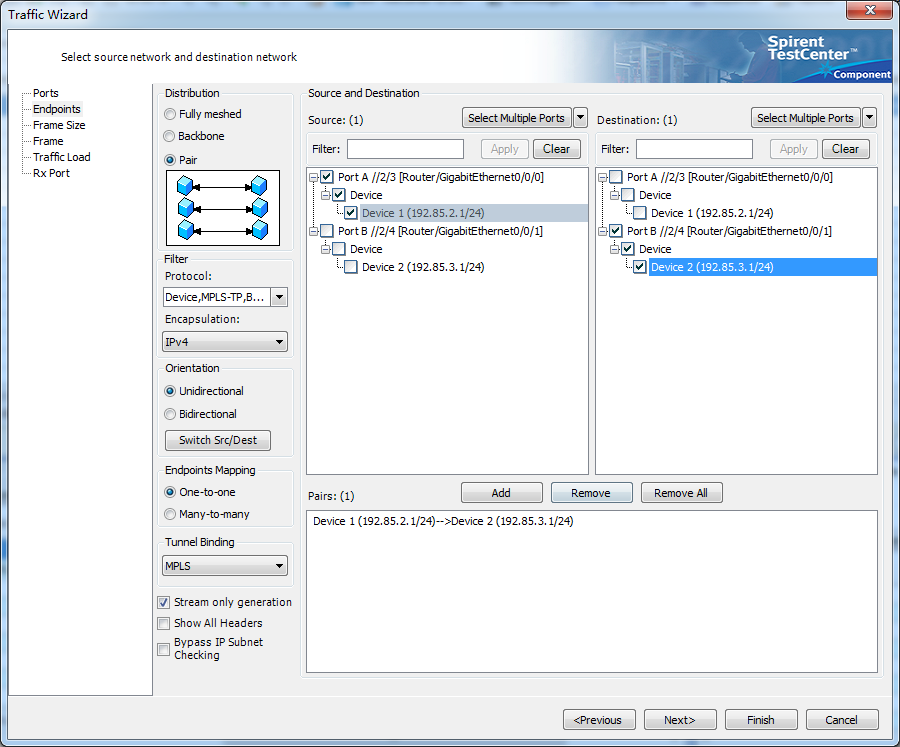 Traffic Wizard
Select source network and destination network
Spirent
TestCenter™
Component
Ports
Endpoints
Frame Size
Frame
Traffic Load
Rx Port
Distribution
Fully meshed
Backbone
Pair
Filter
Protocol:
Device,MPLS-TP,B...
Encapsulation:
IPv4
Orientation
Unidirectional
Bidirectional
Switch Src/Dest
Endpoints Mapping
One-to-one
Many-to-many
Tunnel Binding
MPLS
Stream only generation
Show All Headers
Bypass IP Subnet
Checking
Source and Destination
Source: (1)
Select Multiple Ports
Filter:
Apply
Clear
Port A //2/3 [Router/GigabitEthernet0/0/0]
Device
Device 1 (192.85.2.1/24)
Port B //2/4 [Router/GigabitEthernet0/0/1]
Device
Device 2 (192.85.3.1/24)
Destination: (1)
Select Multiple Ports
Filter:
Apply
Clear
Port A //2/3 [Router/GigabitEthernet0/0/0]
Device
Device 1 (192.85.2.1/24)
Port B //2/4 [Router/GigabitEthernet0/0/1]
Device
Device 2 (192.85.3.1/24)
Pairs: (1)
Add
Remove
Remove All
Device 1 (192.85.2.1/24)-->Device 2 (192.85.3.1/24)
<Previous
Next>
Finish
Cancel